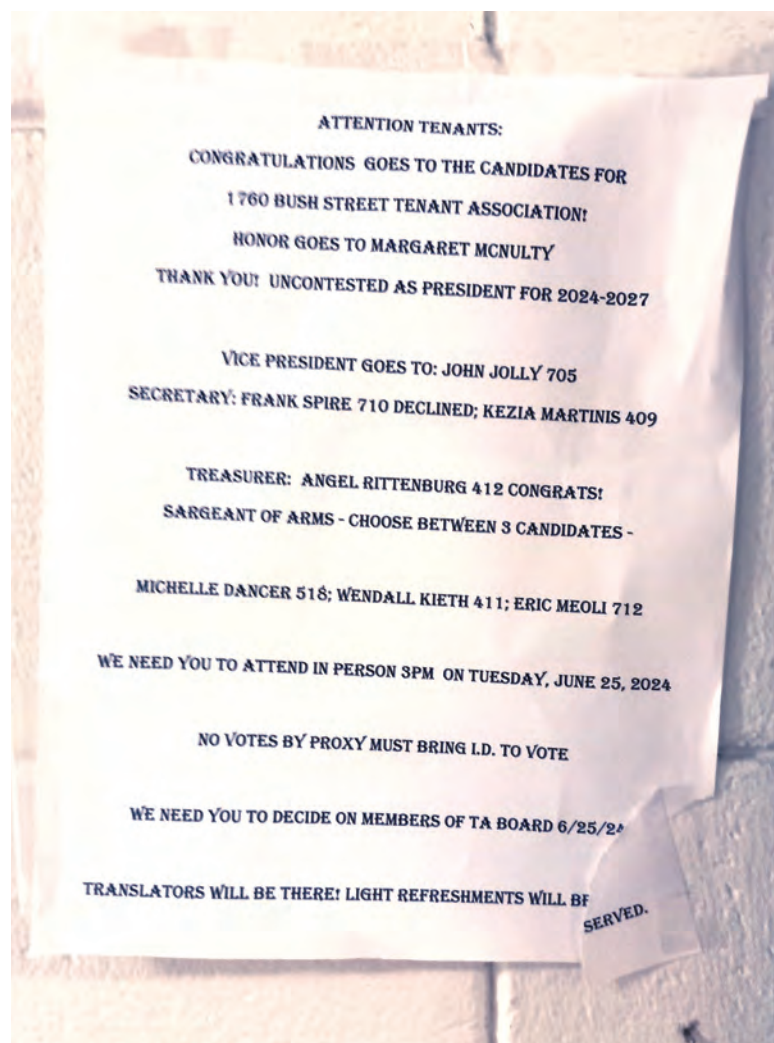 ATTENTION TENANTS:
CONGRATULATIONS GOES TO THE CANDIDATES FOR
1760 BUSH STREET TENANT ASSOCIATION!
HONOR GOES TO MARGARET MCNULTY
THANK YOU! UNCONTESTED AS PRESIDENT FOR 2024-2027
VICE PRESIDENT GOES TO: JOHN JOLLY 705
SECRETARY: FRANK SPIRE 710 DECLINED; KEZIA MARTINIS 409
TREASURER: ANGEL RITTENBURG 412 CONGRATS!
SARGEANT OF ARMS - CHOOSE BETWEEN 3 CANDIDATES -
MICHELLE DANCER 518; WENDALL KIETH 411; ERIC MEOLI 712
WE NEED YOU TO ATTEND IN PERSON 3PM ON TUESDAY, JUNE 25, 2024
NO VOTES BY PROXY MUST BRING I.D. TO VOTE
WE NEED YOU TO DECIDE ON MEMBERS OF TA BOARD 6/25/24
TRANSLATORS WILL BE THERE! LIGHT REFRESHMENTS WILL BE SERVED.